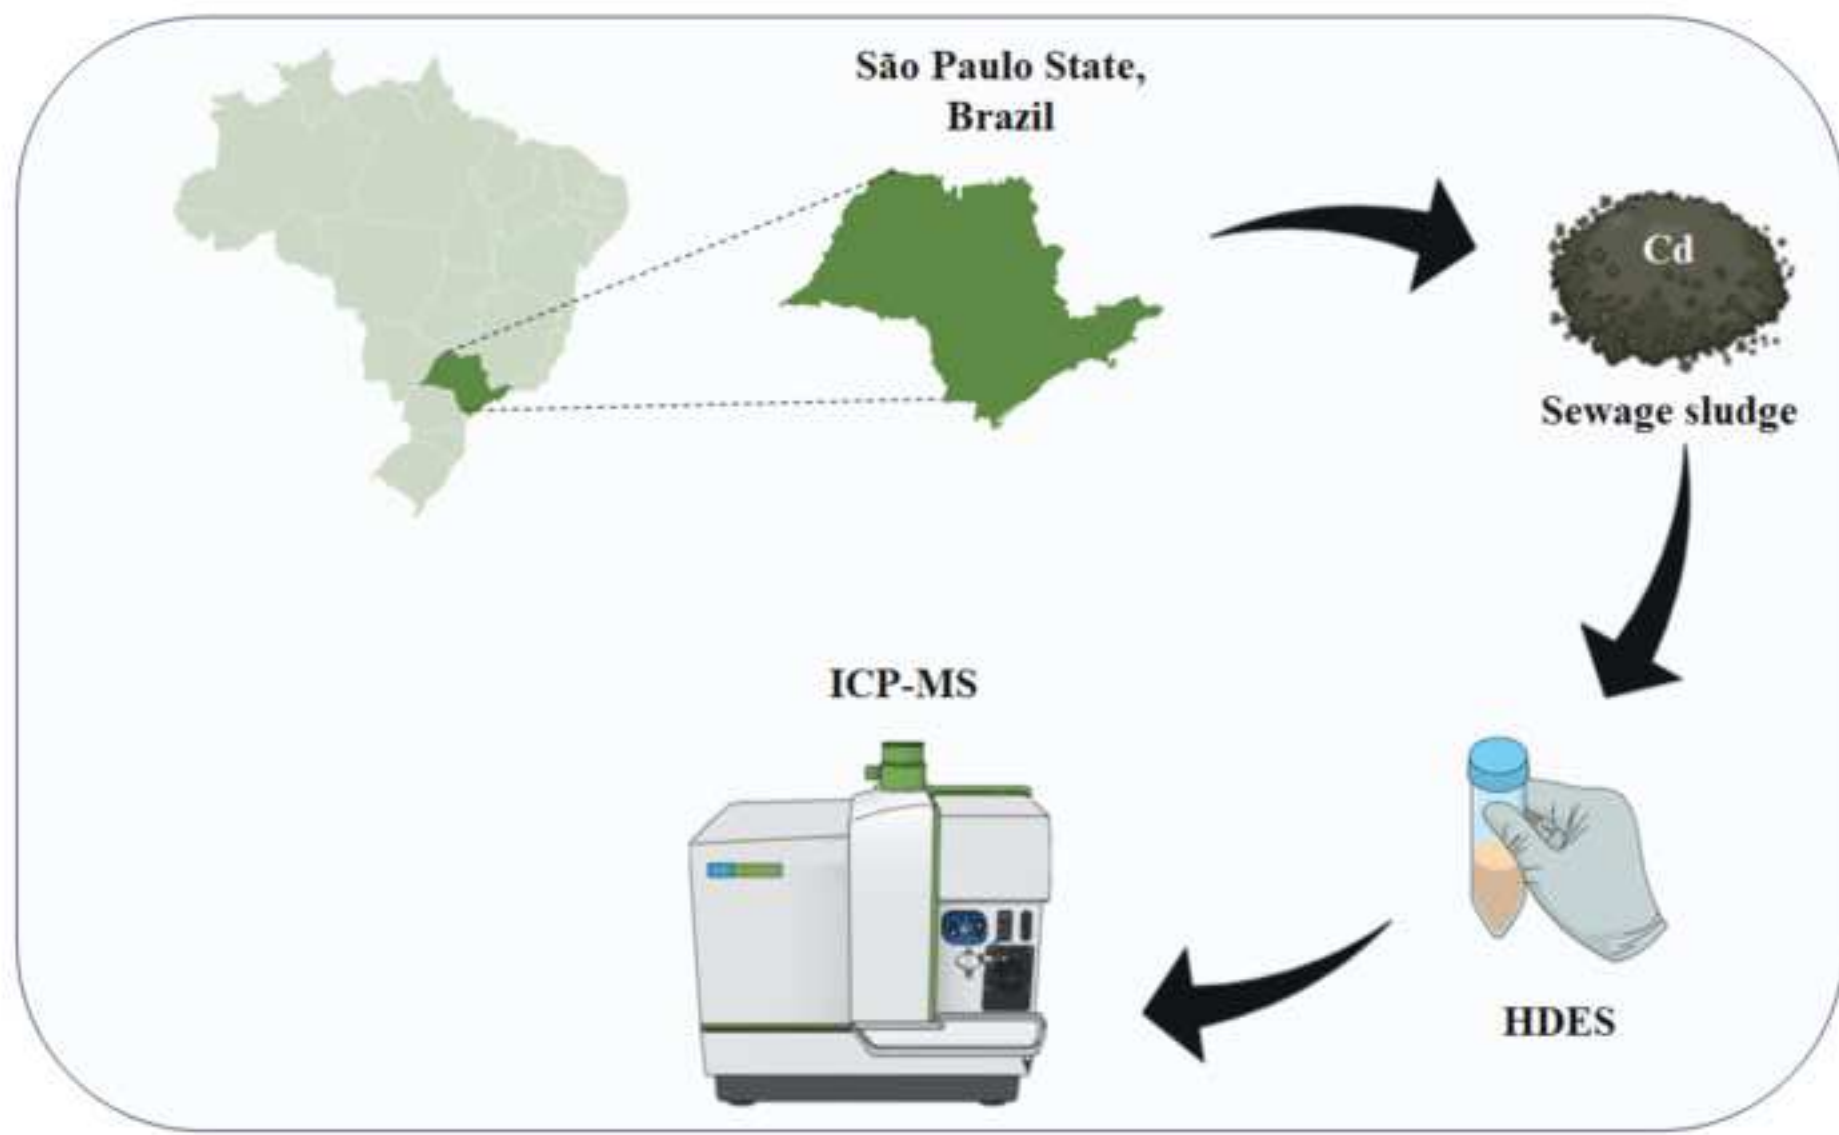 São Paulo State,
Brazil
Cd
Sewage sludge
ICP-MS
HDES